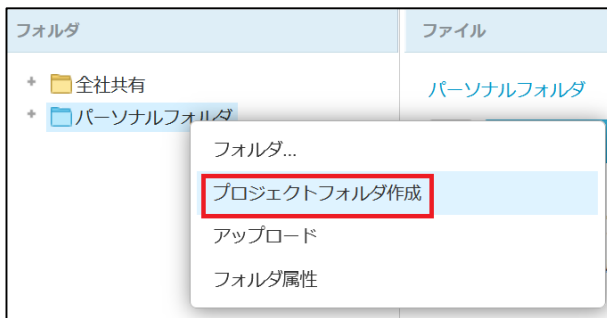 フォルダ
ファイル
全社共有
パーソナルフォルダ
パーソナルフォルダ
フォルダ...
プロジェクトフォルダ作成
アップロード
フォルダ属性